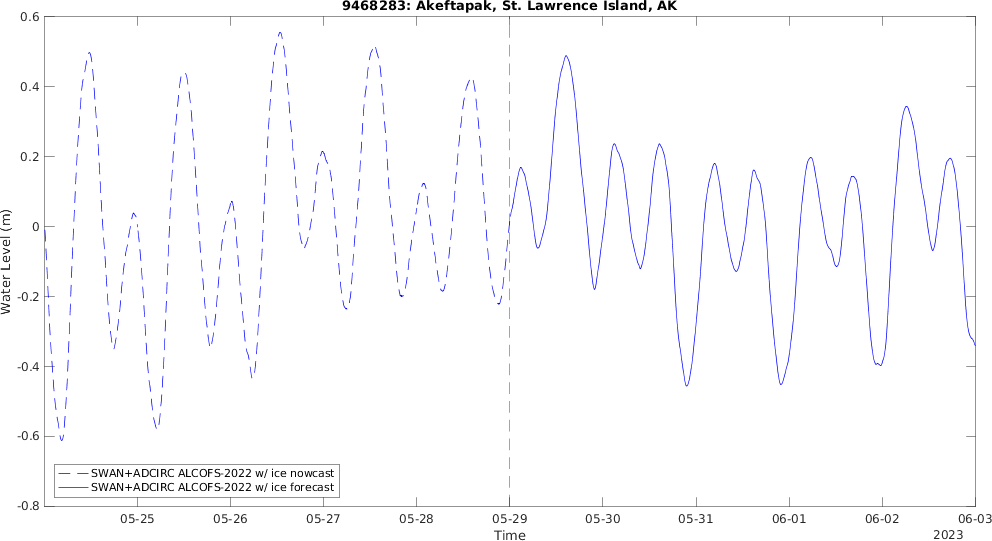 9468283: Akeftapak, St. Lawrence Island, AK
0.6
0.4
0.2
0
-0.2
-0.4
-0.6
-0.8
Water Level (m)
SWAN+ADCIRC ALCOFS-2022 w/ ice nowcast
SWAN+ADCIRC ALCOFS-2022 w/ ice forecast
05-25 05-26 05-27 05-28 05-29 05-30 05-31 06-01 06-02 06-03
Time
2023